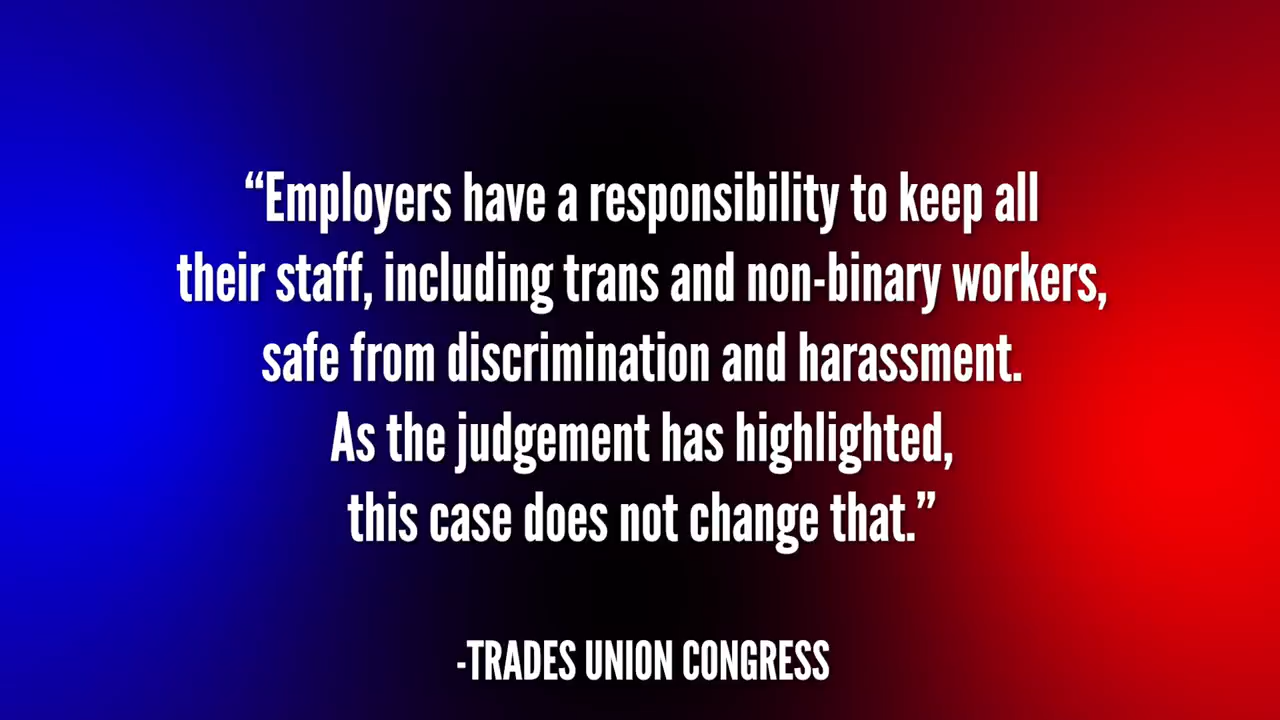 “Employers have a responsibility to keep all
their staff, including trans and non-binary workers,
safe from discrimination and harassment.
As the judgement has highlighted,
this case does not change that.”
-TRADES UNION CONGRESS